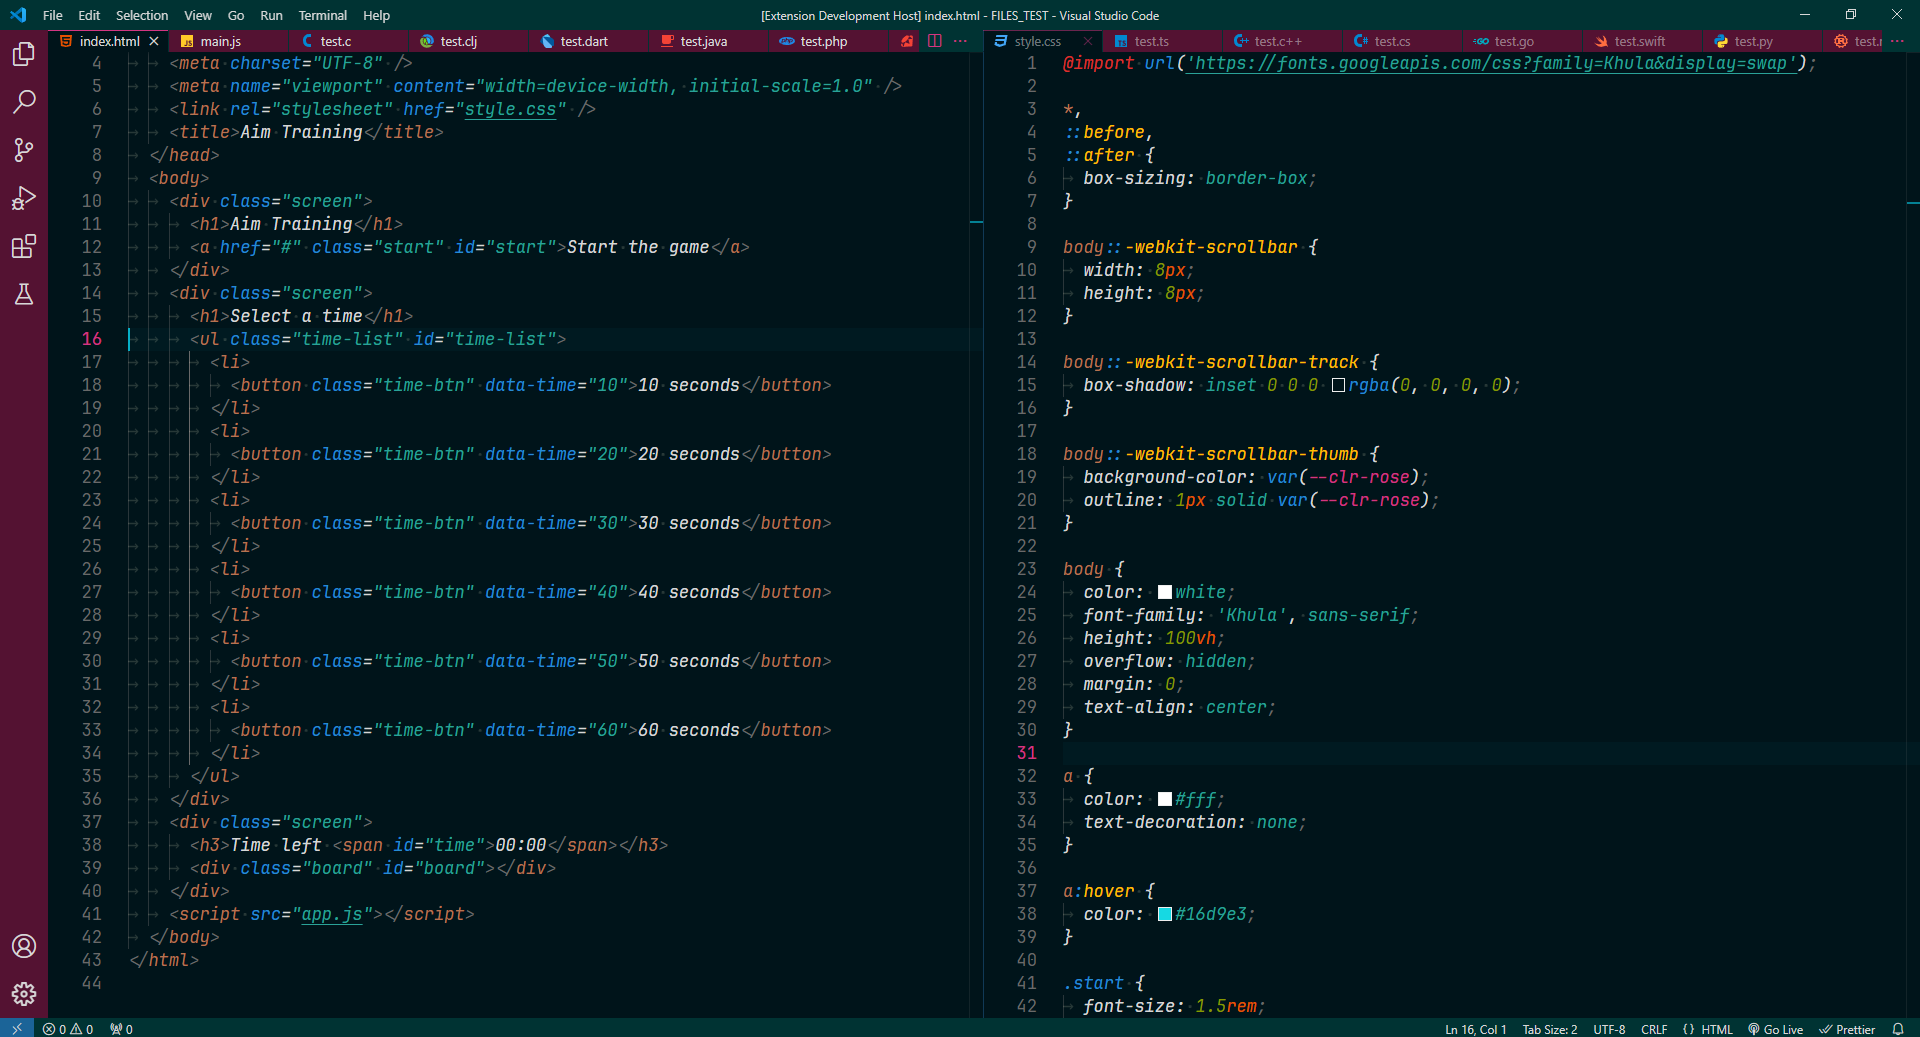 File Edit Selection View Go Run Terminal Help
[Extension Development Host] index.html - FILES_TEST - Visual Studio Code
index.html main.js test.c test.clj test.dart test.java test.php
4 <meta charset="UTF-8" />
5 <meta name="viewport" content="width=device-width, initial-scale=1.0" />
6 <link rel="stylesheet" href="style.css" />
7 <title>Aim Training</title>
8 </head>
9 <body>
10 <div class="screen">
11 <h1>Aim Training</h1>
12 <a href="#" class="start" id="start">Start the game</a>
13 </div>
14 <div class="screen">
15 <h1>Select a time</h1>
16 <ul class="time-list" id="time-list">
17 <li>
18 <button class="time-btn" data-time="10">10 seconds</button>
19 </li>
20 <li>
21 <button class="time-btn" data-time="20">20 seconds</button>
22 </li>
23 <li>
24 <button class="time-btn" data-time="30">30 seconds</button>
25 </li>
26 <li>
27 <button class="time-btn" data-time="40">40 seconds</button>
28 </li>
29 <li>
30 <button class="time-btn" data-time="50">50 seconds</button>
31 </li>
32 <li>
33 <button class="time-btn" data-time="60">60 seconds</button>
34 </li>
35 </ul>
36 </div>
37 <div class="screen">
38 <h3>Time left <span id="time">00:00</span></h3>
39 <div class="board" id="board"></div>
40 </div>
41 <script src="app.js"></script>
42 </body>
43 </html>
44
style.css test.ts test.c++ test.cs test.go test.swift test.py test.r
1 @import url('https://fonts.googleapis.com/css?family=Khula&display=swap');
2
3 *,
4 ::before,
5 ::after {
6 box-sizing: border-box;
7 }
8
9 body::-webkit-scrollbar {
10 width: 8px;
11 height: 8px;
12 }
13
14 body::-webkit-scrollbar-track {
15 box-shadow: inset 0 0 0 rgba(0, 0, 0, 0);
16 }
17
18 body::-webkit-scrollbar-thumb {
19 background-color: var(--clr-rose);
20 outline: 1px solid var(--clr-rose);
21 }
22
23 body {
24 color: white;
25 font-family: 'Khula', sans-serif;
26 height: 100vh;
27 overflow: hidden;
28 margin: 0;
29 text-align: center;
30 }
31
32 a {
33 color: #fff;
34 text-decoration: none;
35 }
36
37 a:hover {
38 color: #16d9e3;
39 }
40
41 .start {
42 font-size: 1.5rem;
0 0 0
Ln 16, Col 1 Tab Size: 2 UTF-8 CRLF {} HTML Go Live Prettier